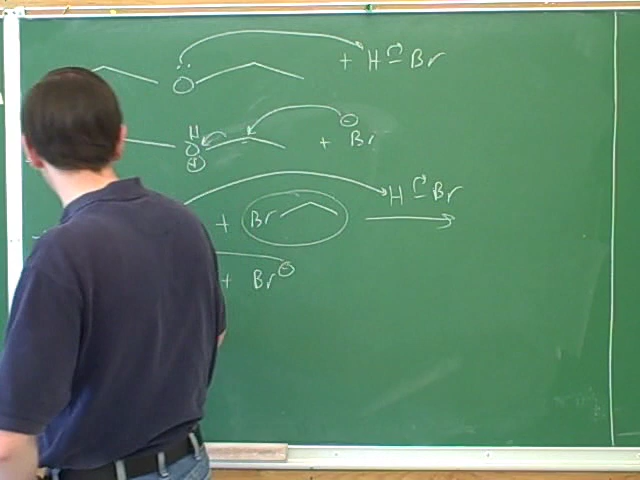 Ö + H Br
H
O ⊕ + Br ⊖
+ Br H Br
+ Br ⊖